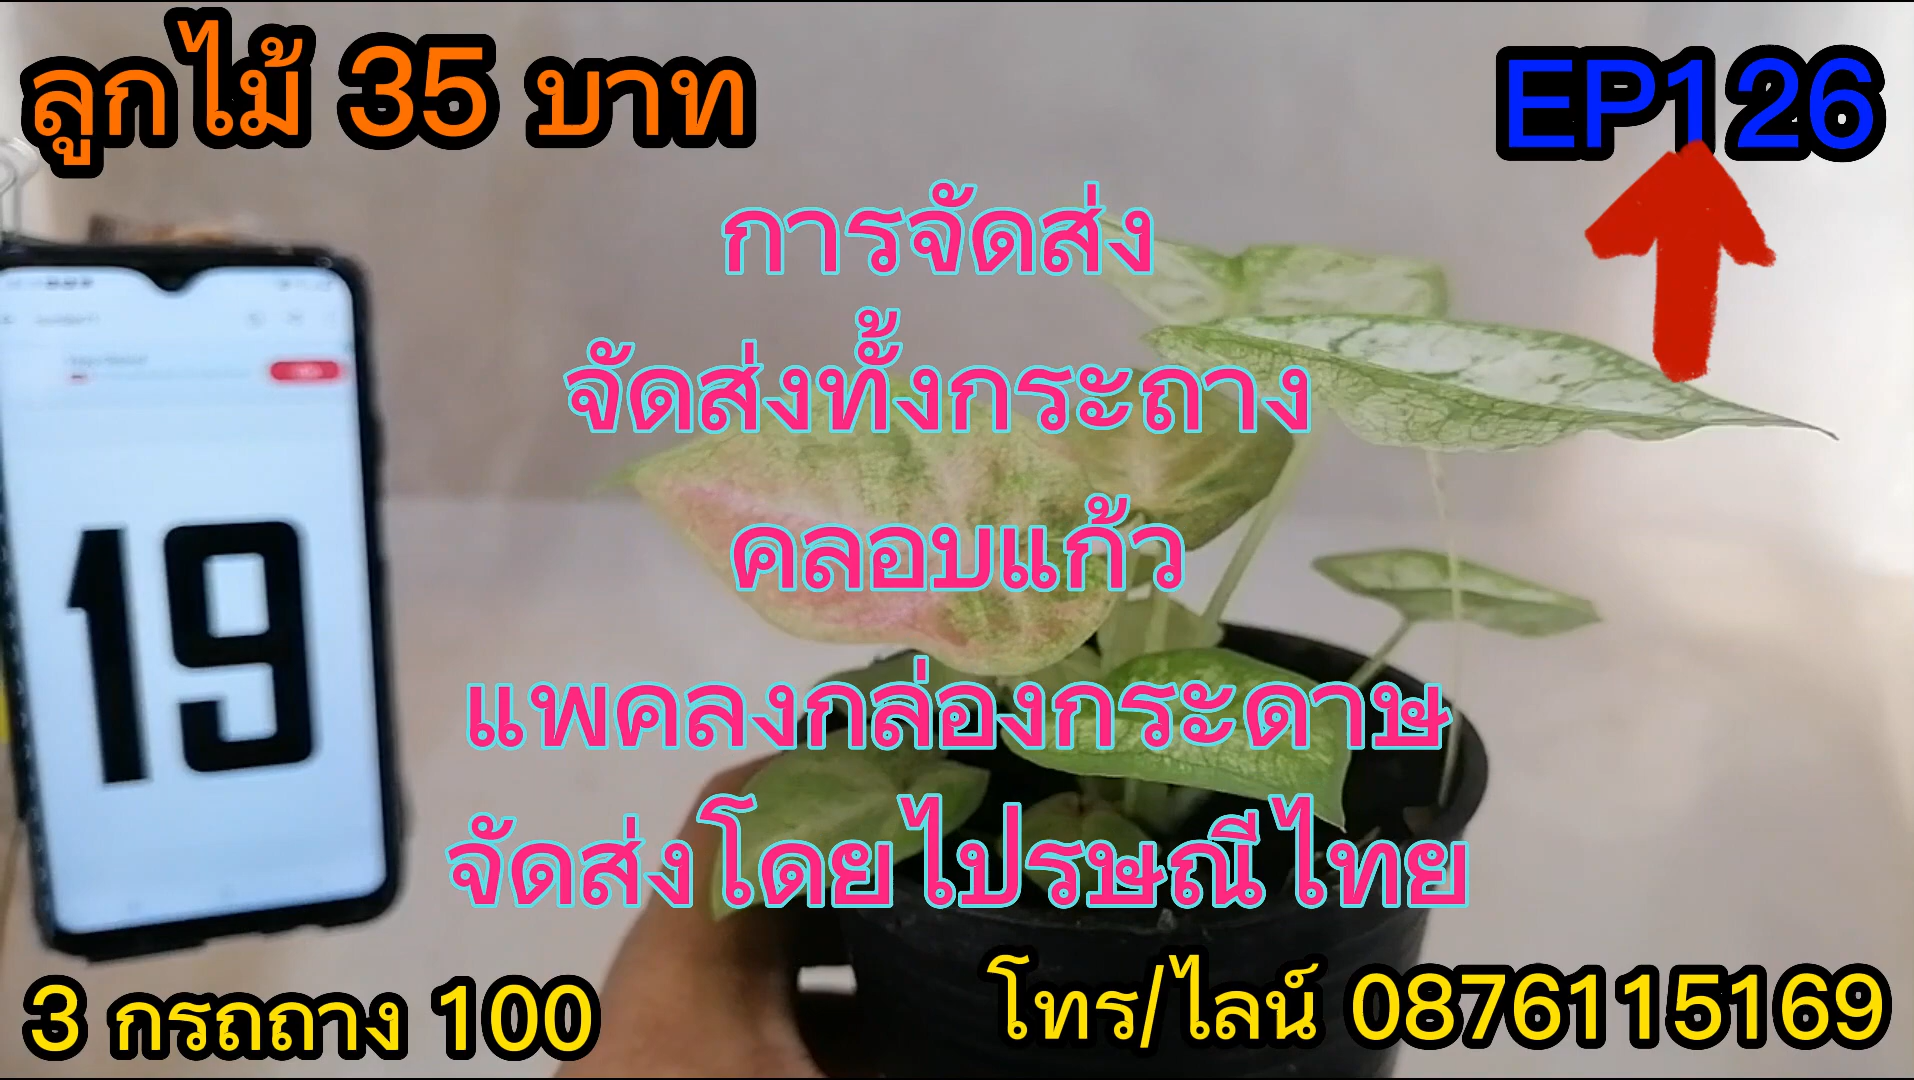 ลูกไม้ 35 บาท
EP126
การจัดส่ง
จัดส่งทั้งกระถาง
คลอบแก้ว
แพคลงกล่องกระดาษ
จัดส่งโดยไปรษณีไทย
19
3 กรถถาง 100
โทร/ไลน์ 0876115169